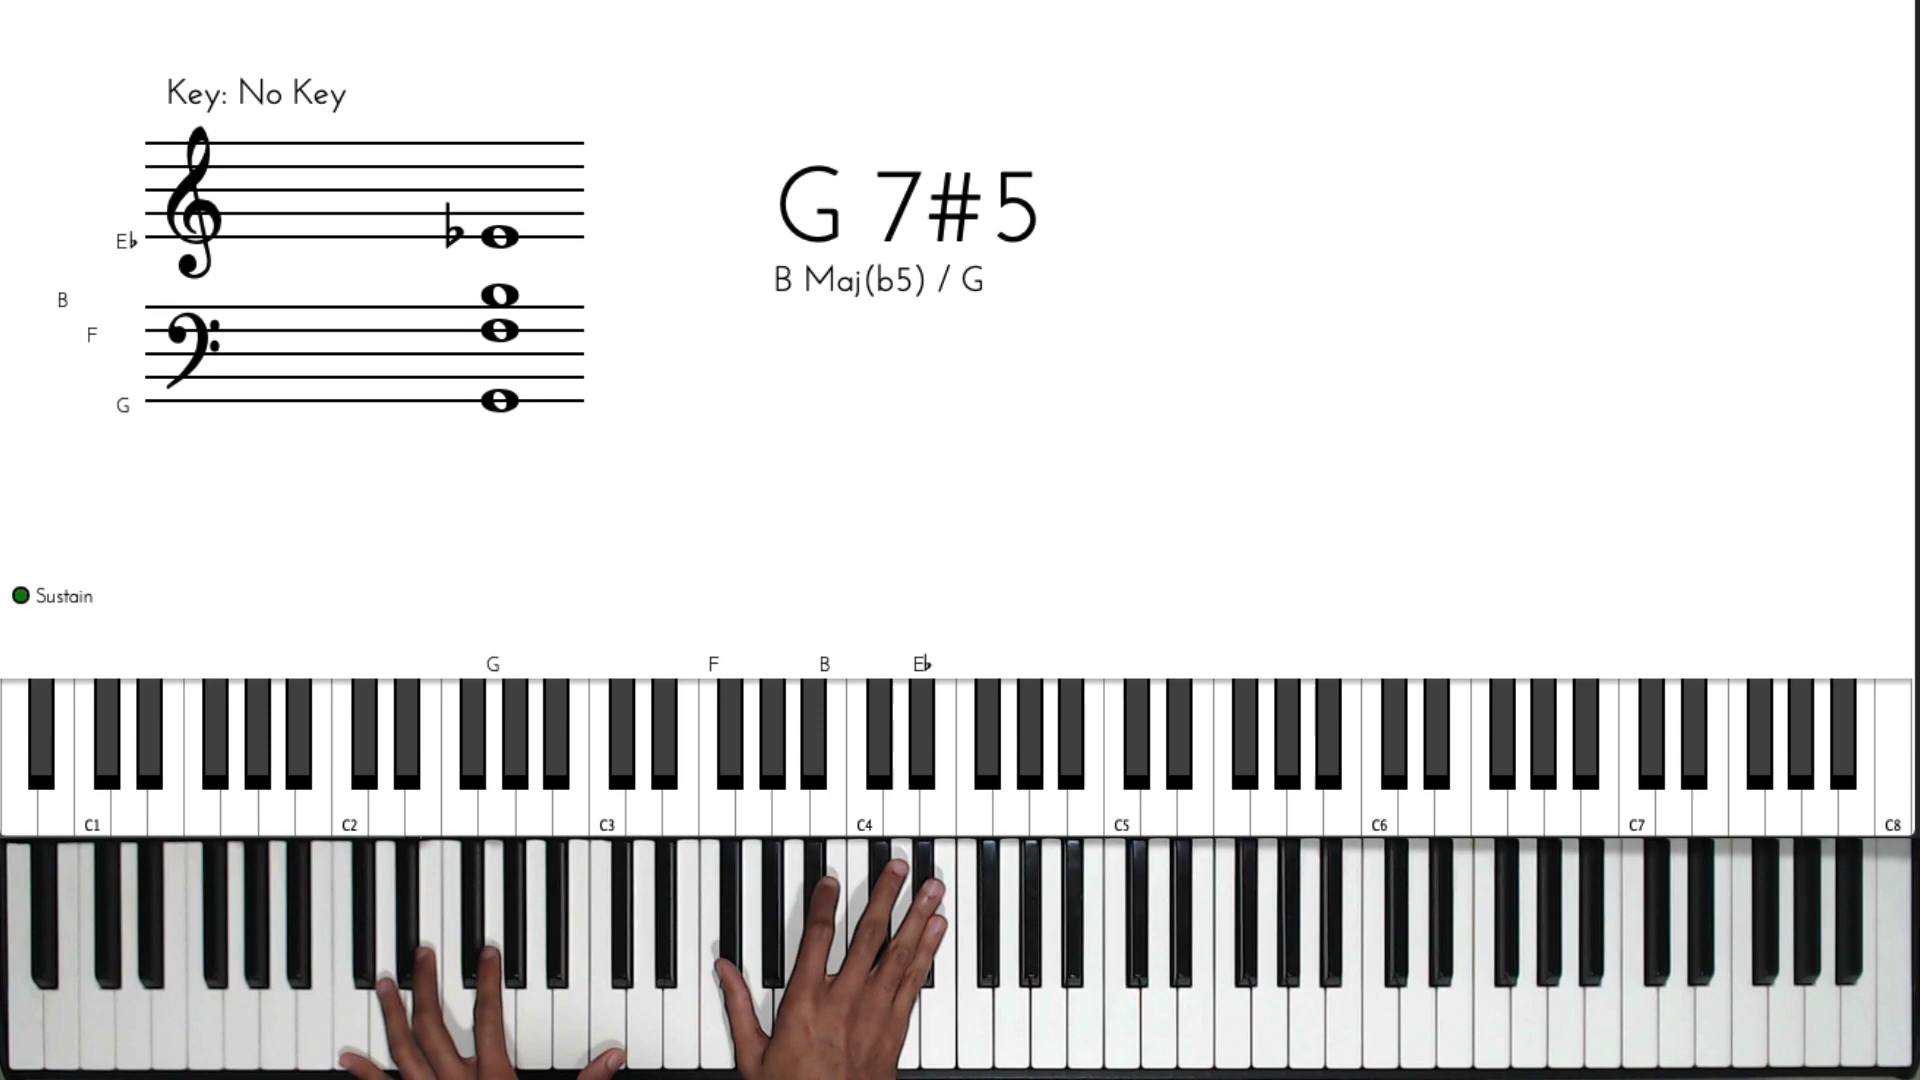 Key: No Key
G 7#5
B Maj(b5) / G
E♭
B
F
G
Sustain
G F B E♭
C1 C2 C3 C4 C5 C6 C7 C8